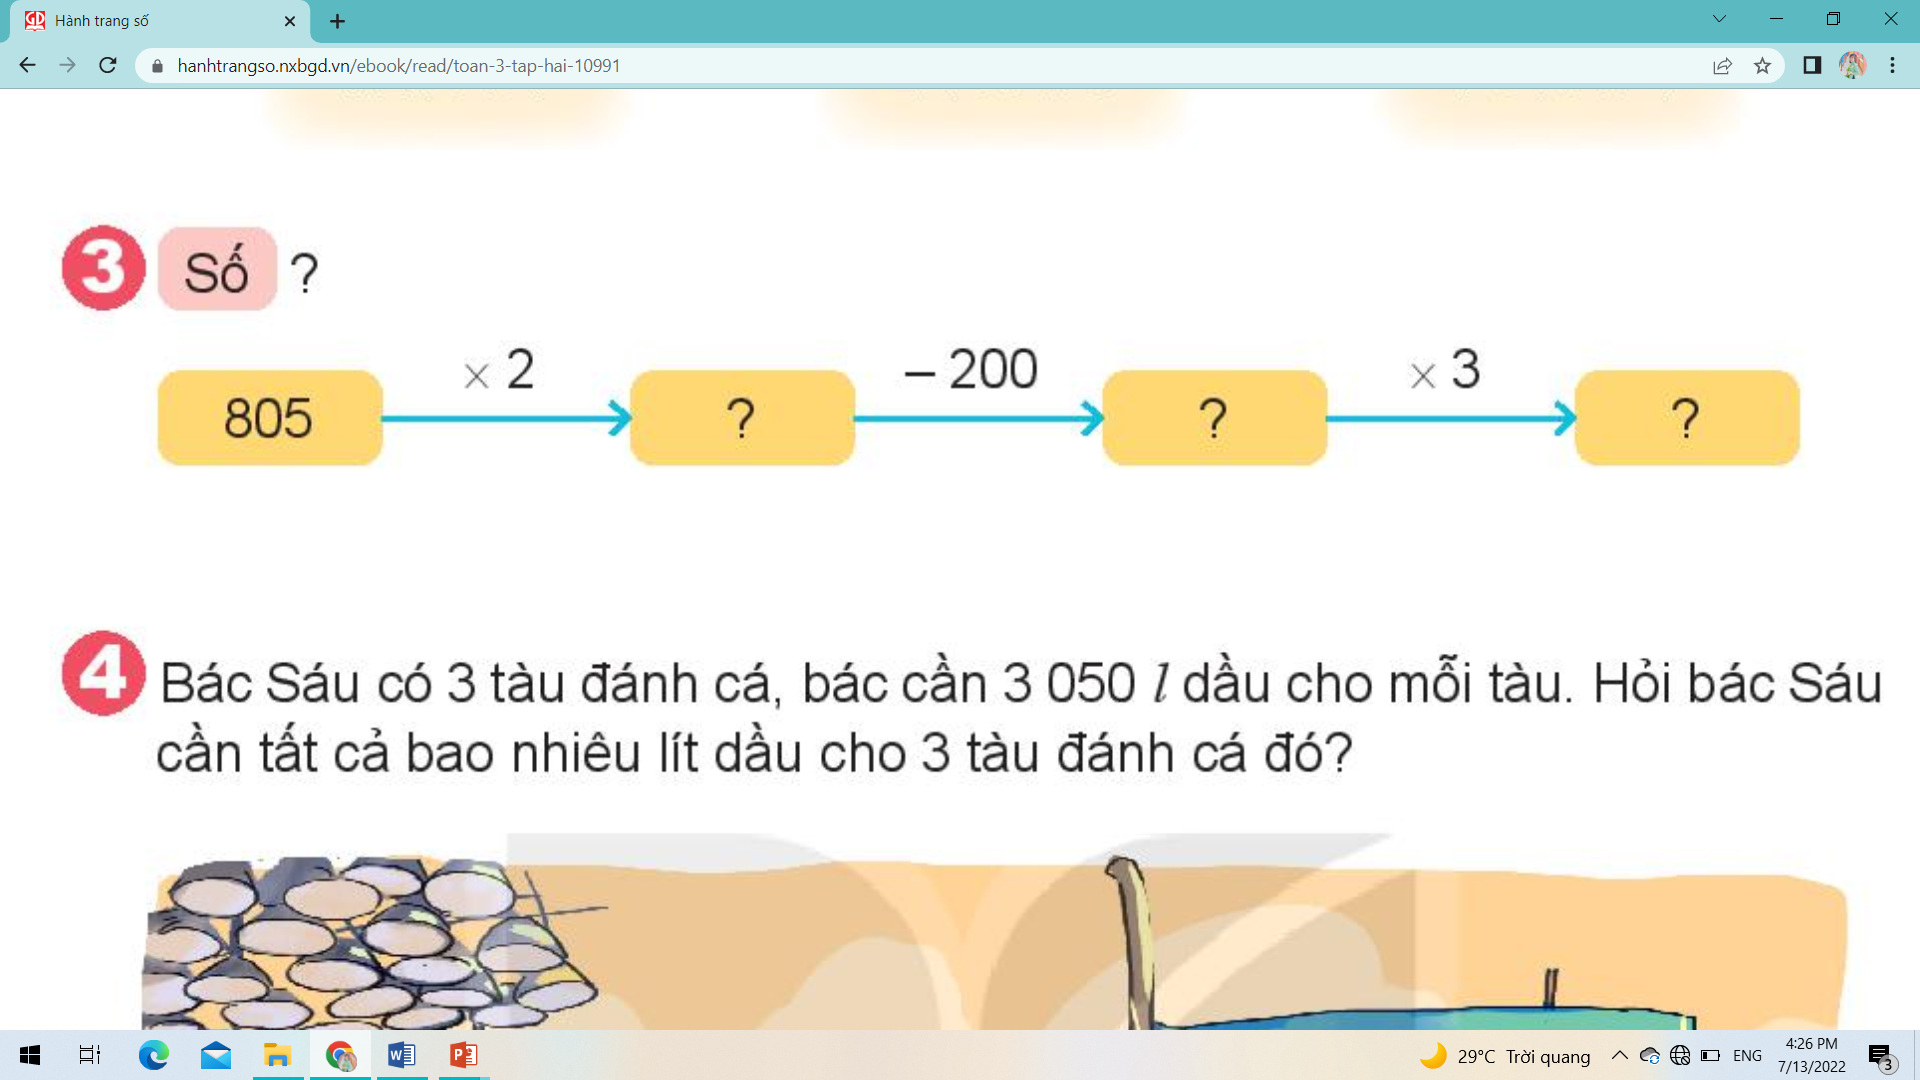 Hành trang số
hanhtrangso.nxbgd.vn/ebook/read/toan-3-tap-hai-10991
3 Số ?
× 2 – 200 × 3
805 ? ? ?
4 Bác Sáu có 3 tàu đánh cá, bác cần 3 050 l dầu cho mỗi tàu. Hỏi bác Sáu
cần tất cả bao nhiêu lít dầu cho 3 tàu đánh cá đó?
29°C Trời quang ENG 4:26 PM
7/13/2022 3